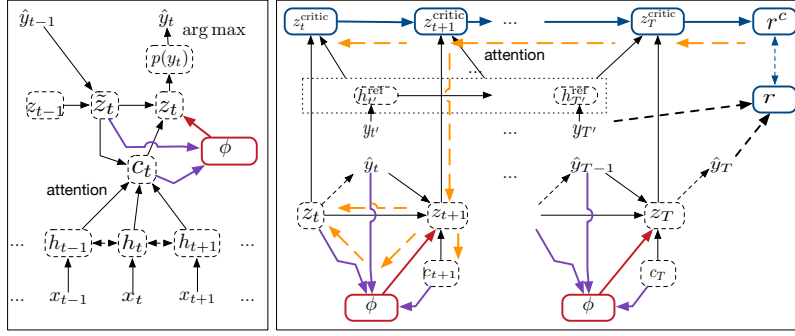 ŷ_{t−1} ŷ_t
arg max
p(y_t)
z_{t−1} z̃_t z_t
ϕ
c_t
attention
... h_{t−1} h_t h_{t+1} ...
... x_{t−1} x_t x_{t+1} ...
z_t^{critic} z_{t+1}^{critic} ... z_T^{critic} r^c
attention
...
h_{t'}^{ref} h_{T'}^{ref} r
y_{t'} ... y_{T'}
ŷ_t ... ŷ_{T−1} ŷ_T
z_t z_{t+1} z_T
c_{t+1} c_T
ϕ ϕ